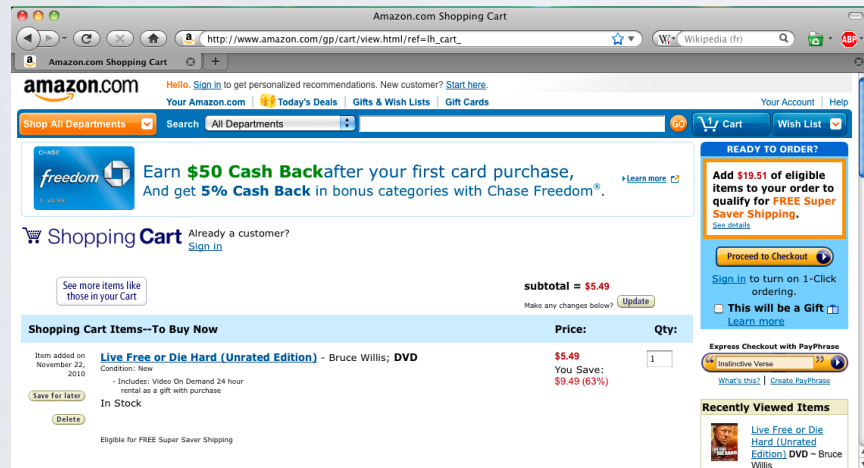 Amazon.com Shopping Cart
http://www.amazon.com/gp/cart/view.html/ref=lh_cart_
Wikipedia (fr)
ABP
Amazon.com Shopping Cart
amazon.com
Hello. Sign in to get personalized recommendations. New customer? Start here.
Your Amazon.com | Today's Deals | Gifts & Wish Lists | Gift Cards
Your Account | Help
Shop All Departments
Search All Departments
GO
1 Cart
Wish List
CHASE
freedom
Earn $50 Cash Backafter your first card purchase,
And get 5% Cash Back in bonus categories with Chase Freedom®.
Learn more
Shopping Cart
Already a customer?
Sign in
See more items like
those in your Cart
subtotal = $5.49
Make any changes below? Update
Shopping Cart Items--To Buy Now
Price:
Qty:
Item added on
November 22,
2010
Save for later
Delete
Live Free or Die Hard (Unrated Edition) - Bruce Willis; DVD
Condition: New
- Includes: Video On Demand 24 hour
rental as a gift with purchase
In Stock
Eligible for FREE Super Saver Shipping
$5.49
You Save:
$9.49 (63%)
1
READY TO ORDER?
Add $19.51 of eligible
items to your order to
qualify for FREE Super
Saver Shipping.
See details
Proceed to Checkout
Sign in to turn on 1-Click
ordering.
This will be a Gift
Learn more
Express Checkout with PayPhrase
Instinctive Verse
What's this? | Create PayPhrase
Recently Viewed Items
Live Free or Die
Hard (Unrated
Edition) DVD ~ Bruce
Willis